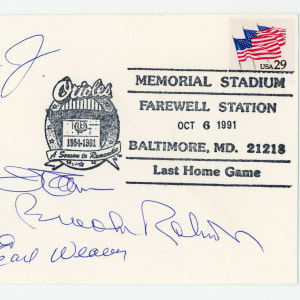 J
USA 29
Orioles
1954-1991
A Season to Remember
MEMORIAL STADIUM
FAREWELL STATION
OCT 6 1991
BALTIMORE, MD. 21218
Last Home Game
Brooks Robinson
Earl Weaver